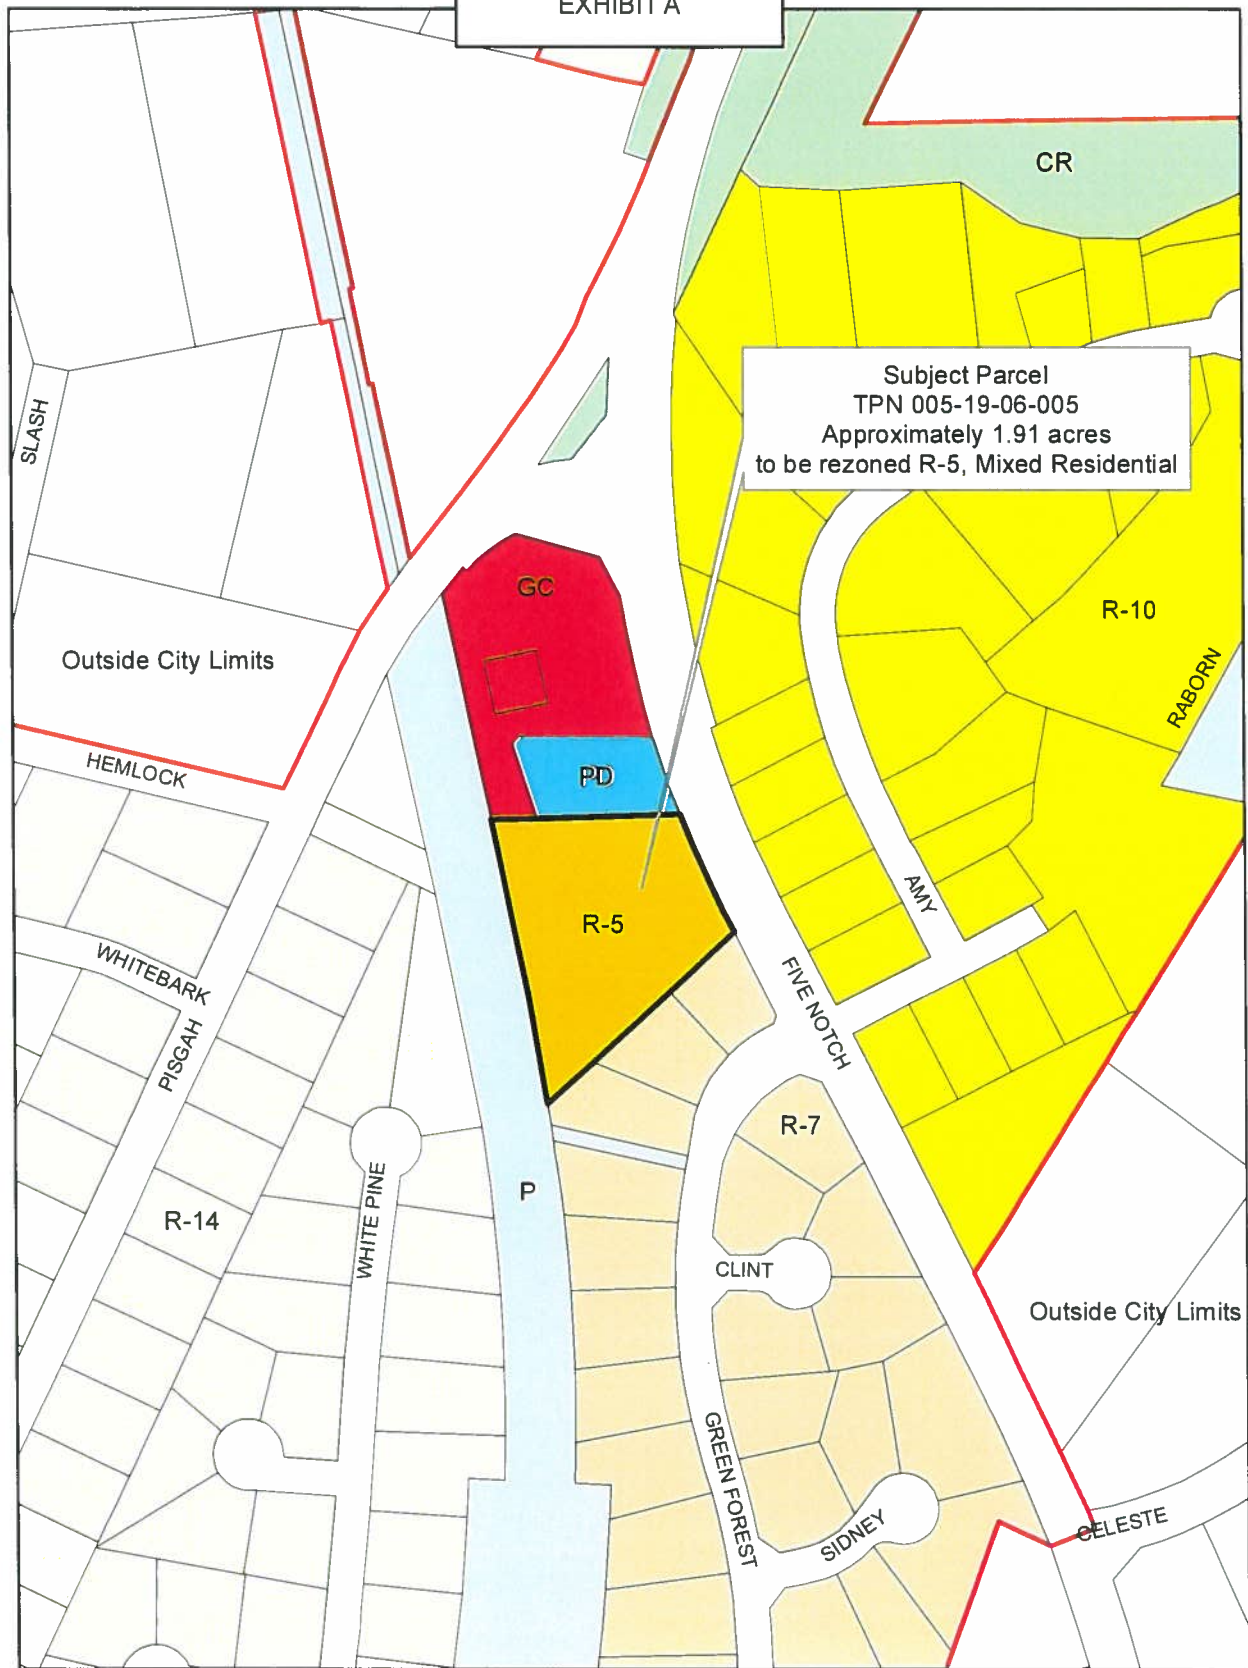 EXHIBIT A
CR
Subject Parcel
TPN 005-19-06-005
Approximately 1.91 acres
to be rezoned R-5, Mixed Residential
SLASH
GC
R-10
Outside City Limits
RABORN
HEMLOCK
PD
AMY
R-5
WHITEBARK
FIVE NOTCH
PISGAH
R-7
P
R-14
WHITE PINE
CLINT
Outside City Limits
GREEN FOREST
SIDNEY
CELESTE